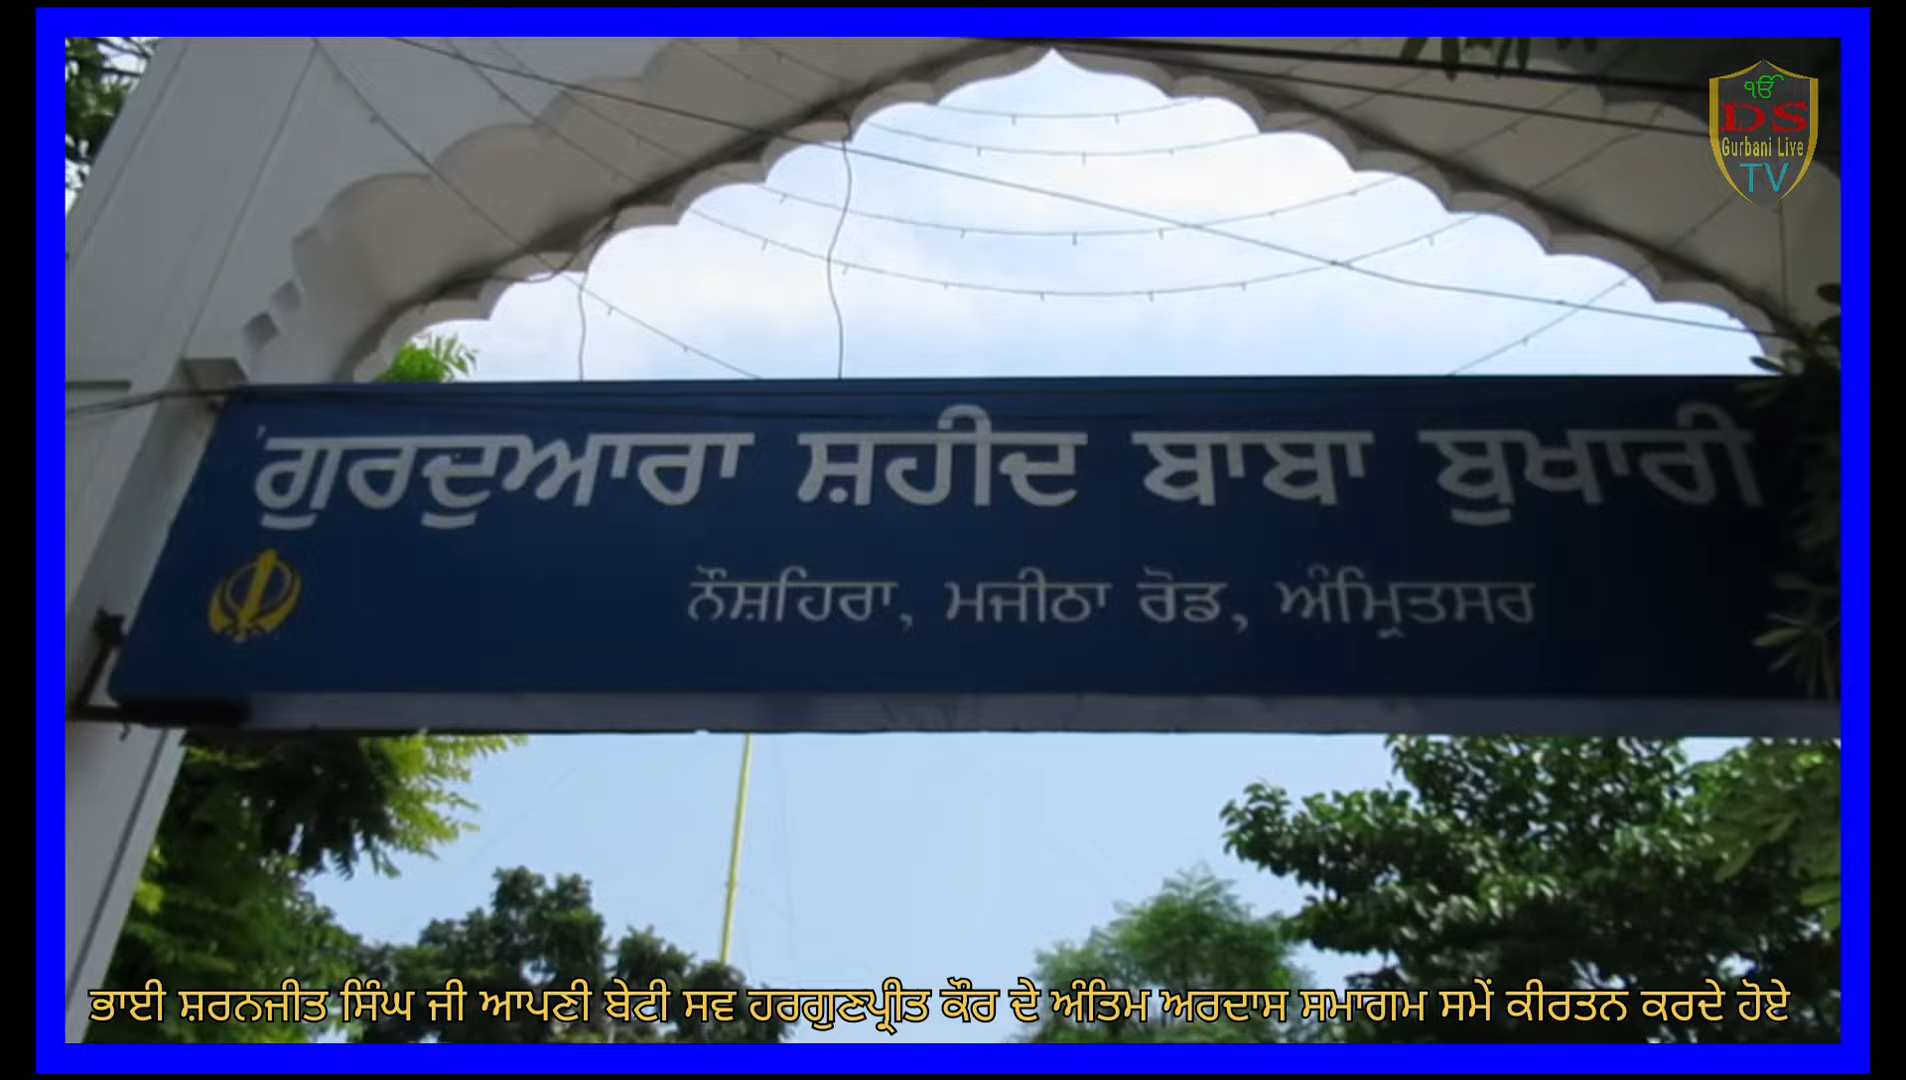 ੴ
DS
Gurbani Live
TV
ਗੁਰਦੁਆਰਾ ਸ਼ਹੀਦ ਬਾਬਾ ਬੁਖਾਰੀ
ਨੌਸ਼ਹਿਰਾ, ਮਜੀਠਾ ਰੋਡ, ਅੰਮ੍ਰਿਤਸਰ
ਭਾਈ ਸ਼ਰਨਜੀਤ ਸਿੰਘ ਜੀ ਆਪਣੀ ਬੇਟੀ ਸਵ ਹਰਗੁਣਪ੍ਰੀਤ ਕੌਰ ਦੇ ਅੰਤਿਮ ਅਰਦਾਸ ਸਮਾਗਮ ਸਮੇਂ ਕੀਰਤਨ ਕਰਦੇ ਹੋਏ